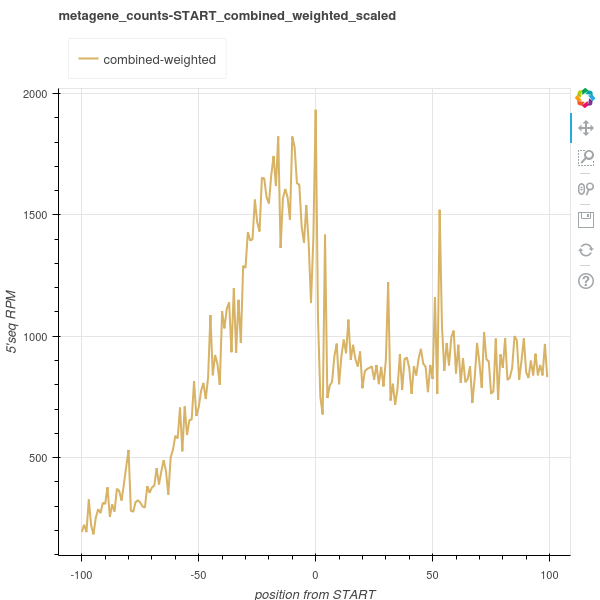 metagene_counts-START_combined_weighted_scaled
combined-weighted
2000
1500
1000
500
5'seq RPM
-100
-50
0
50
100
position from START